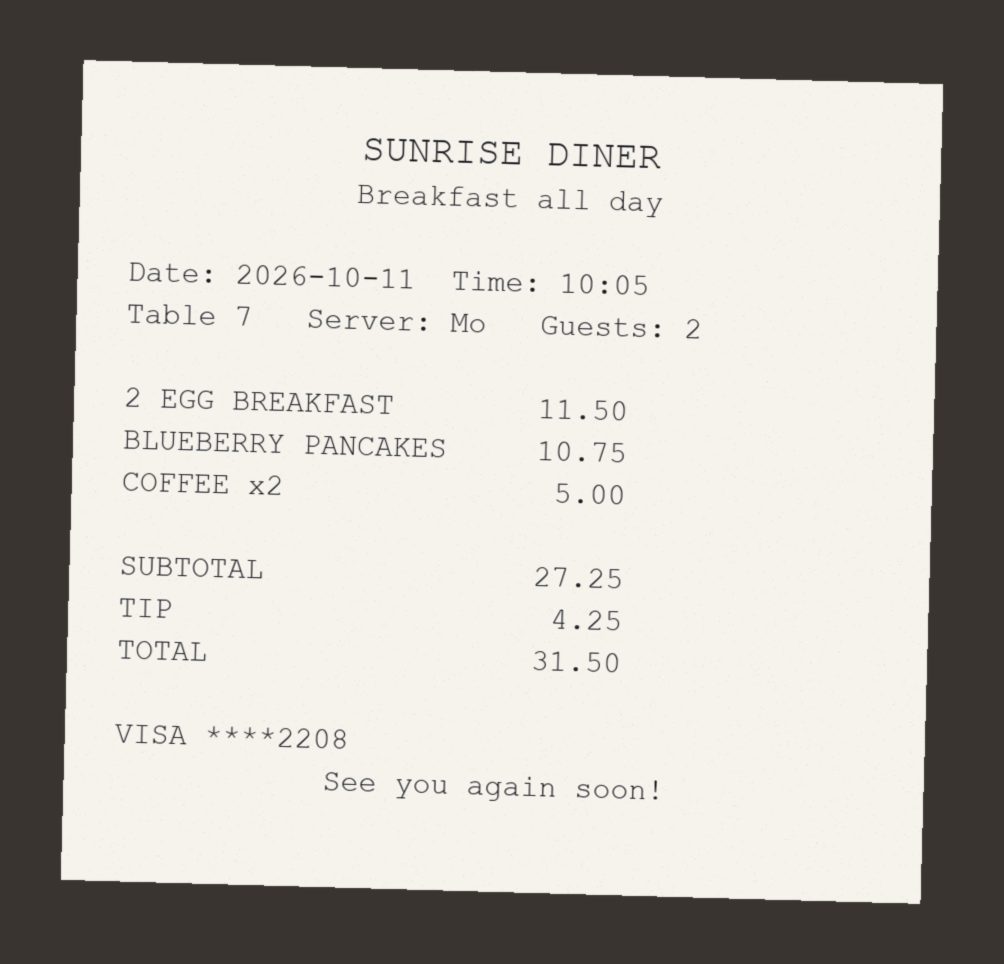 SUNRISE DINER
Breakfast all day
Date: 2026-10-11  Time: 10:05
Table 7   Server: Mo   Guests: 2
2 EGG BREAKFAST        11.50
BLUEBERRY PANCAKES     10.75
COFFEE x2               5.00
SUBTOTAL               27.25
TIP                     4.25
TOTAL                  31.50
VISA ****2208
See you again soon!